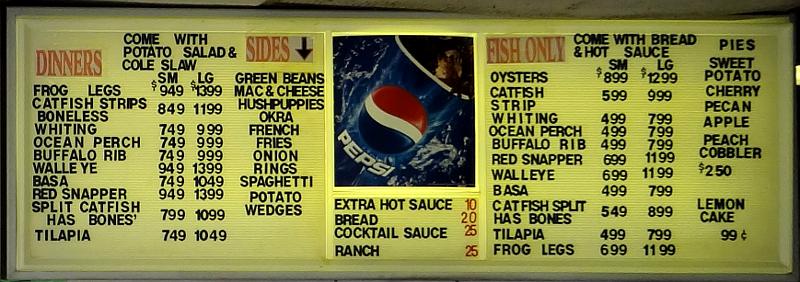 DINNERS
COME WITH
POTATO SALAD &
COLE SLAW
SM LG
FROG LEGS $949 $1399
CATFISH STRIPS
BONELESS 849 1199
WHITING 749 999
OCEAN PERCH 749 999
BUFFALO RIB 749 999
WALLEYE 949 1399
BASA 749 1049
RED SNAPPER 949 1399
SPLIT CATFISH
HAS BONES' 799 1099
TILAPIA 749 1049
SIDES ↓
GREEN BEANS
MAC & CHEESE
HUSHPUPPIES
OKRA
FRENCH
FRIES
ONION
RINGS
SPAGHETTI
POTATO
WEDGES
PEPSI
EXTRA HOT SAUCE 10
BREAD 20
COCKTAIL SAUCE 25
RANCH 25
FISH ONLY
COME WITH BREAD
& HOT SAUCE
SM LG
OYSTERS $899 $1299
CATFISH 599 999
STRIP
WHITING 499 799
OCEAN PERCH 499 799
BUFFALO RIB 499 799
RED SNAPPER 699 1199
WALLEYE 699 1199
BASA 499 799
CATFISH SPLIT
HAS BONES 549 899
TILAPIA 499 799
FROG LEGS 699 1199
PIES
SWEET
POTATO
CHERRY
PECAN
APPLE
PEACH
COBBLER
$250
LEMON
CAKE
99¢